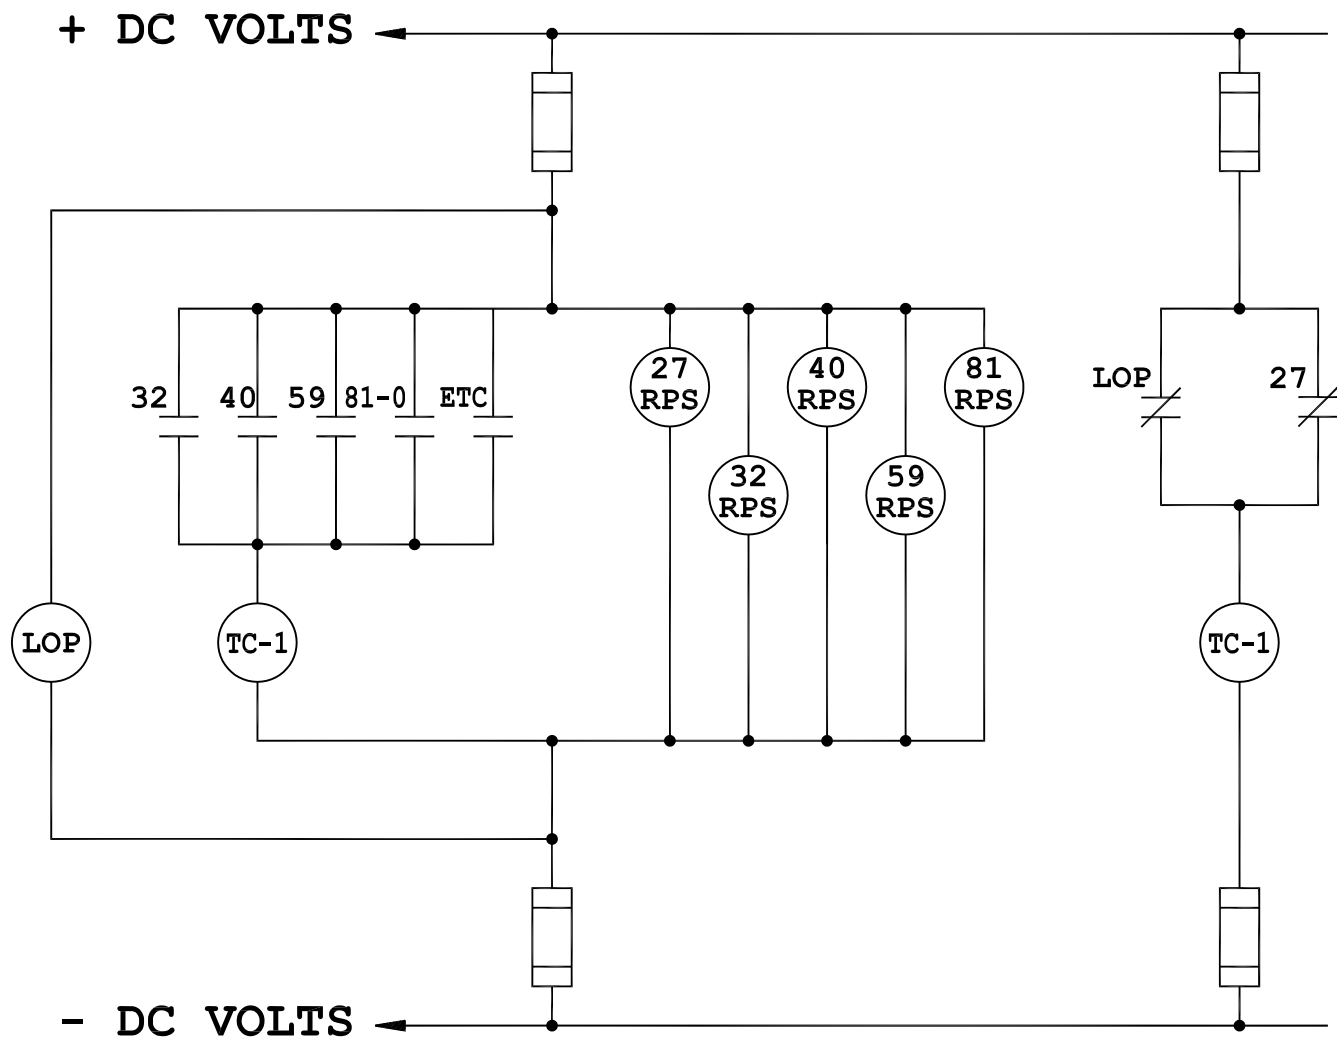 + DC VOLTS
27
RPS
40
RPS
81
RPS
LOP
27
32
40
59
81-0
ETC
32
RPS
59
RPS
LOP
TC-1
TC-1
- DC VOLTS